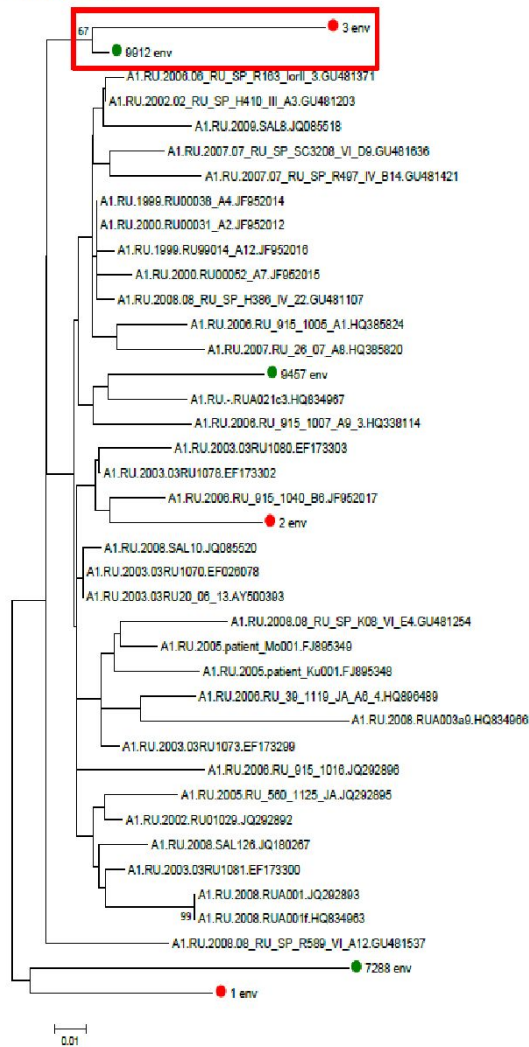 67
3 env
9912 env
A1.RU.2006.06_RU_SP_R163_IorII_3.GU481371
A1.RU.2002.02_RU_SP_H410_III_A3.GU481203
A1.RU.2009.SAL8.JQ085518
A1.RU.2007.07_RU_SP_SC3208_VI_D9.GU481636
A1.RU.2007.07_RU_SP_R497_IV_B14.GU481421
A1.RU.1999.RU00038_A4.JF952014
A1.RU.2000.RU00031_A2.JF952012
A1.RU.1999.RU99014_A12.JF952016
A1.RU.2000.RU00052_A7.JF952015
A1.RU.2008.08_RU_SP_H386_IV_22.GU481107
A1.RU.2006.RU_915_1005_A1.HQ385824
A1.RU.2007.RU_26_07_A8.HQ385820
9457 env
A1.RU.-.RUA021c3.HQ834967
A1.RU.2006.RU_915_1007_A9_3.HQ338114
A1.RU.2003.03RU1080.EF173303
A1.RU.2003.03RU1078.EF173302
A1.RU.2006.RU_915_1040_B6.JF952017
2 env
A1.RU.2008.SAL10.JQ085520
A1.RU.2003.03RU1070.EF026078
A1.RU.2003.03RU20_06_13.AY500393
A1.RU.2008.08_RU_SP_K08_VI_E4.GU481254
A1.RU.2005.patient_Mo001.FJ895349
A1.RU.2005.patient_Ku001.FJ895348
A1.RU.2006.RU_39_1119_JA_A6_4.HQ896489
A1.RU.2008.RUA003a9.HQ834966
A1.RU.2003.03RU1073.EF173299
A1.RU.2006.RU_915_1016.JQ292896
A1.RU.2005.RU_560_1125_JA.JQ292895
A1.RU.2002.RU01029.JQ292892
A1.RU.2008.SAL126.JQ180267
A1.RU.2003.03RU1081.EF173300
A1.RU.2008.RUA001.JQ292893
99 A1.RU.2008.RUA001f.HQ834963
A1.RU.2008.08_RU_SP_R589_VI_A12.GU481537
7288 env
1 env
0.01